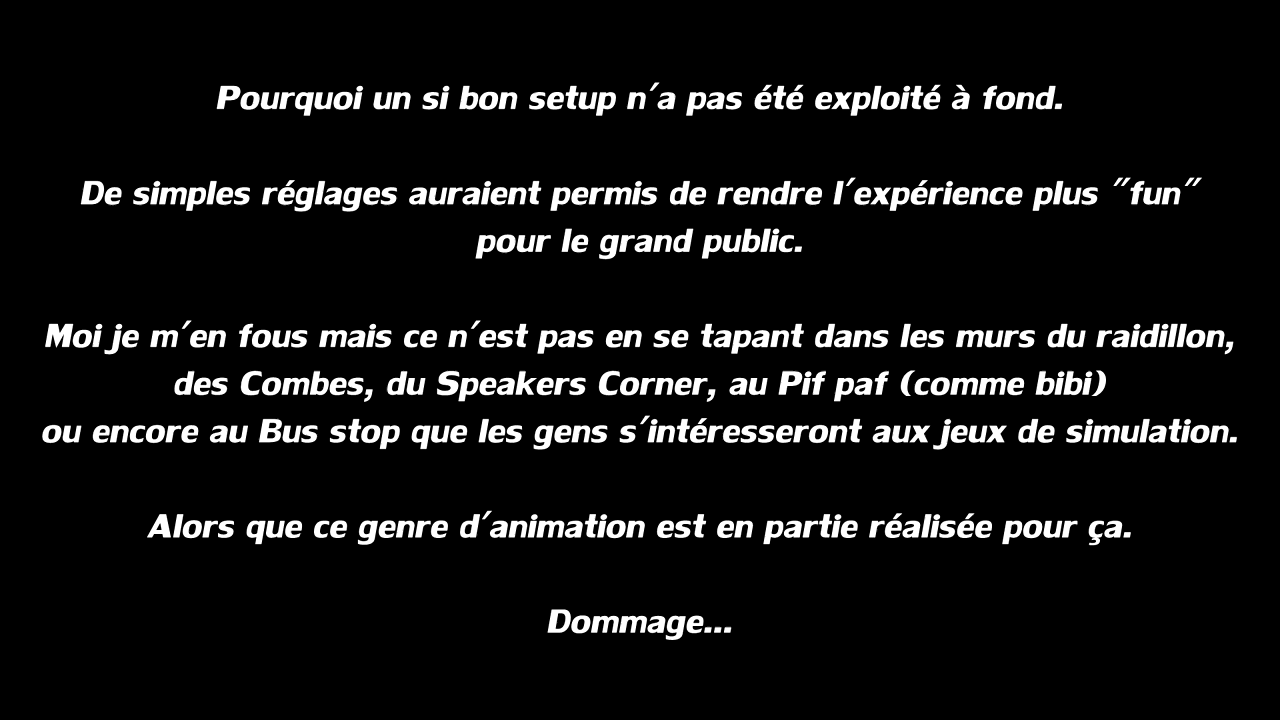 Pourquoi un si bon setup n'a pas été exploité à fond.
De simples réglages auraient permis de rendre l'expérience plus "fun"
pour le grand public.
Moi je m'en fous mais ce n'est pas en se tapant dans les murs du raidillon,
des Combes, du Speakers Corner, au Pif paf (comme bibi)
ou encore au Bus stop que les gens s'intéresseront aux jeux de simulation.
Alors que ce genre d'animation est en partie réalisée pour ça.
Dommage...